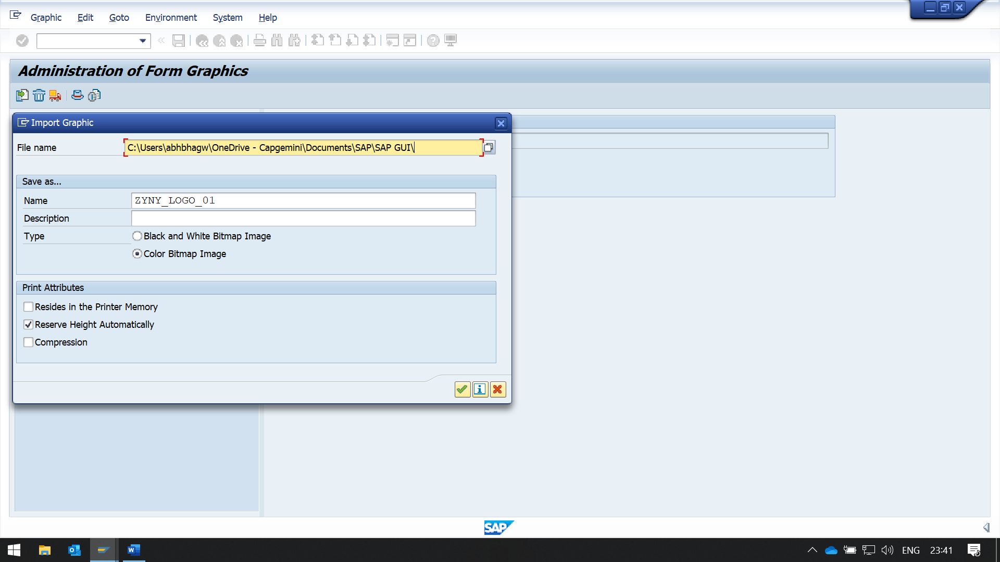 Graphic Edit Goto Environment System Help
Administration of Form Graphics
Import Graphic
File name C:\Users\abhbhagw\OneDrive - Capgemini\Documents\SAP\SAP GUI\
Save as...
Name ZYNY_LOGO_01
Description
Type Black and White Bitmap Image
Color Bitmap Image
Print Attributes
Resides in the Printer Memory
Reserve Height Automatically
Compression
SAP
ENG 23:41